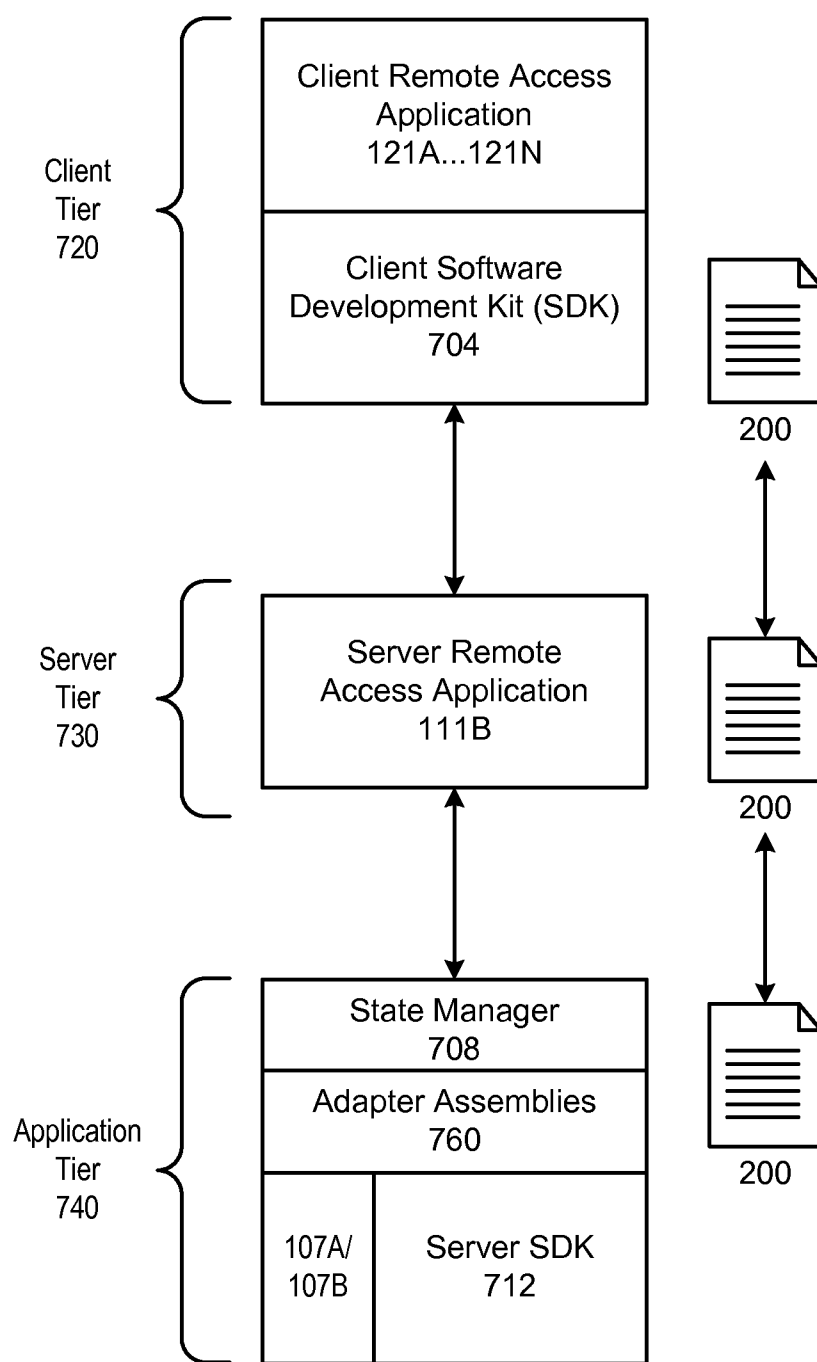 Client Remote Access
Application
121A...121N
Client
Tier
720
Client Software
Development Kit (SDK)
704
200
Server
Tier
730
Server Remote
Access Application
111B
200
State Manager
708
Adapter Assemblies
760
Application
Tier
740
107A/
107B
Server SDK
712
200